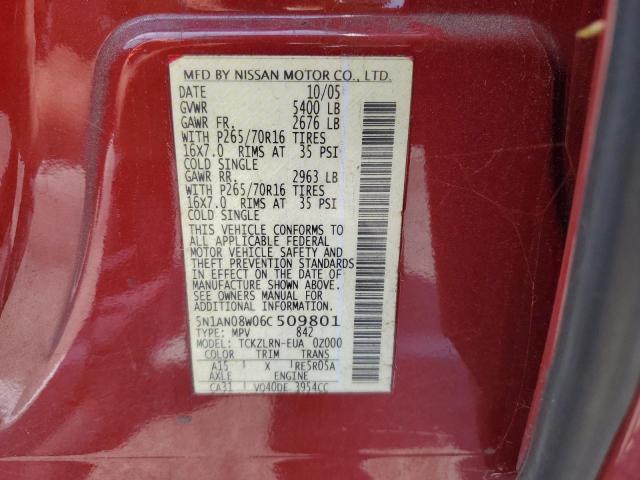 MFD BY NISSAN MOTOR CO., LTD.
DATE 10/05
GVWR 5400 LB
GAWR FR. 2676 LB
WITH P265/70R16 TIRES
16X7.0 RIMS AT 35 PSI
COLD SINGLE
GAWR RR. 2963 LB
WITH P265/70R16 TIRES
16X7.0 RIMS AT 35 PSI
COLD SINGLE
THIS VEHICLE CONFORMS TO
ALL APPLICABLE FEDERAL
MOTOR VEHICLE SAFETY AND
THEFT PREVENTION STANDARDS
IN EFFECT ON THE DATE OF
MANUFACTURE SHOWN ABOVE.
SEE OWNERS MANUAL FOR
ADDITIONAL INFORMATION
5N1AN08W06C509801
TYPE: MPV 842
MODEL: TCKZLRN-EUA 0Z000
COLOR TRIM TRANS
A15 X RE5R05A
AXLE ENGINE
CA31 VQ40DE 3954CC